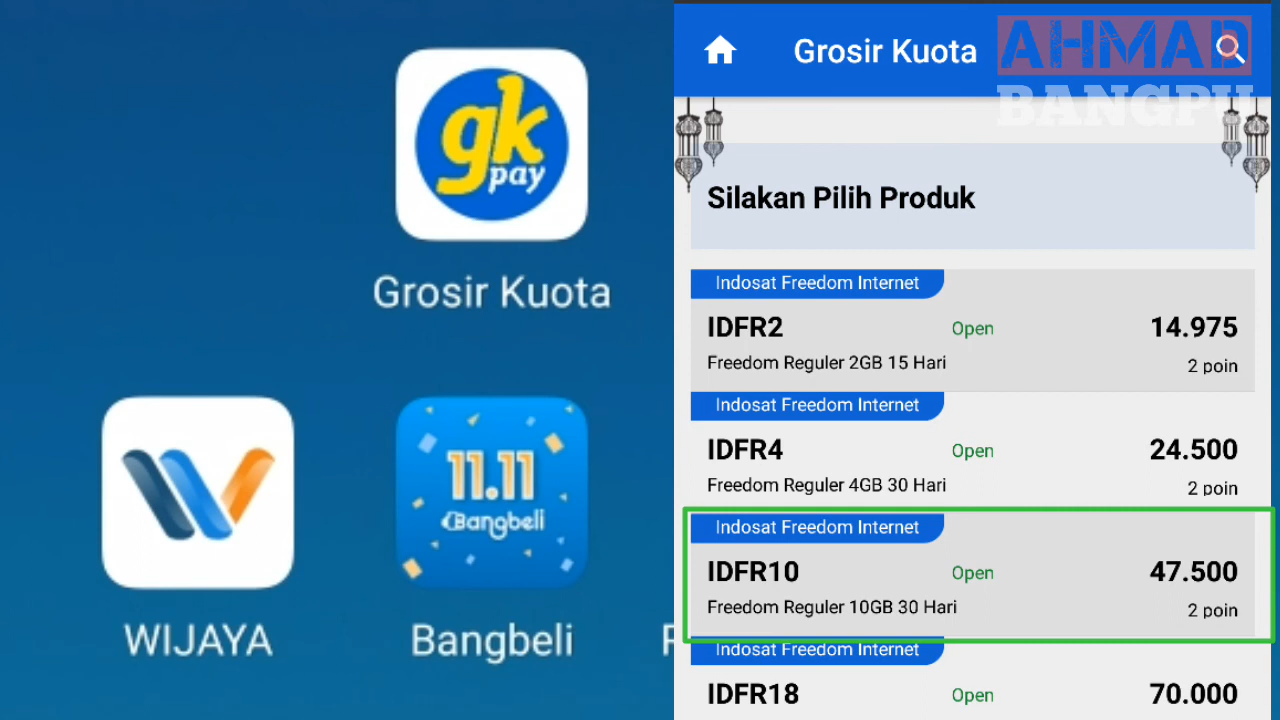 gk
pay
Grosir Kuota
WIJAYA
11.11
Bangbeli
Bangbeli
Grosir Kuota
AHMAD
BANGPU
Silakan Pilih Produk
Indosat Freedom Internet
IDFR2 Open 14.975
Freedom Reguler 2GB 15 Hari 2 poin
Indosat Freedom Internet
IDFR4 Open 24.500
Freedom Reguler 4GB 30 Hari 2 poin
Indosat Freedom Internet
IDFR10 Open 47.500
Freedom Reguler 10GB 30 Hari 2 poin
Indosat Freedom Internet
IDFR18 Open 70.000